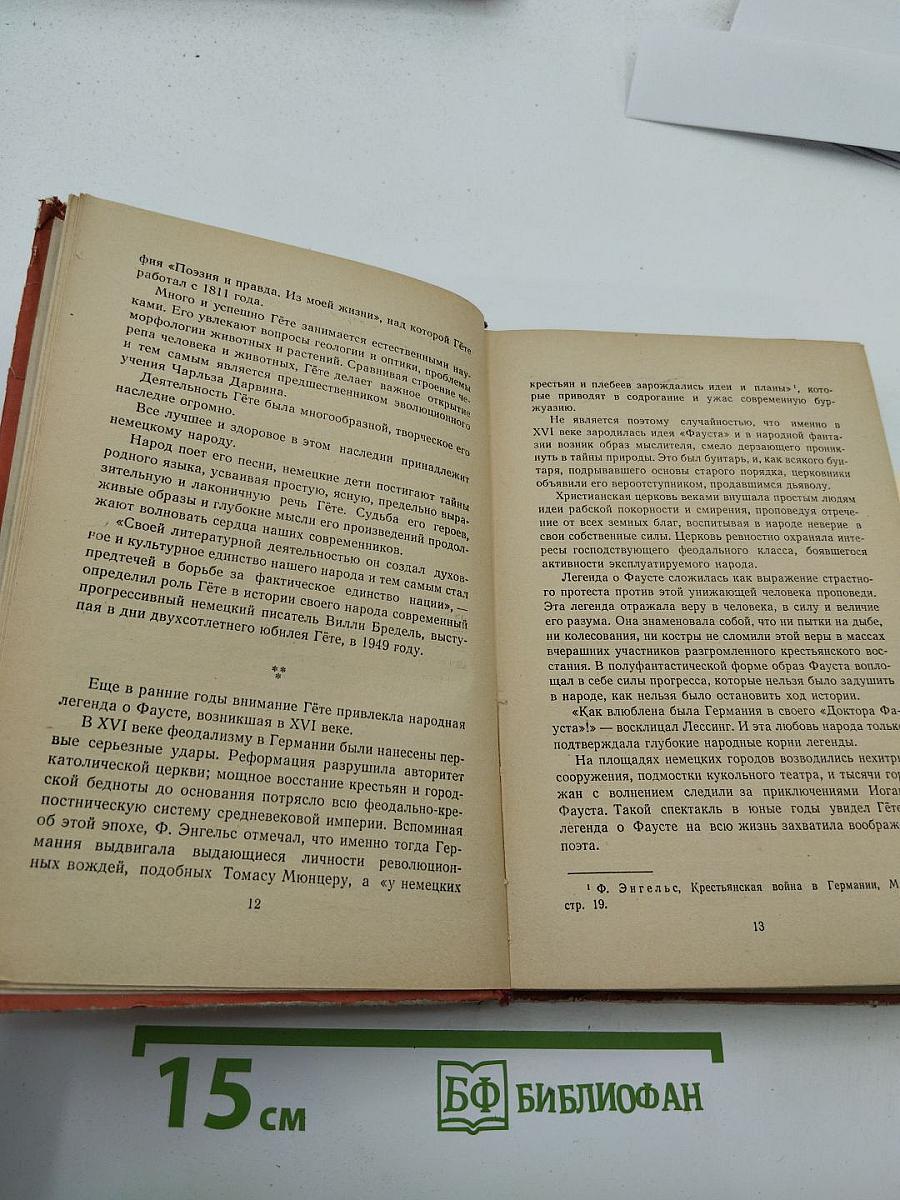 фия «Поэзия и правда. Из моей жизни», над которой Гёте
работал с 1811 года.
Много и успешно Гёте занимается естественными нау-
ками. Его увлекают вопросы геологии и оптики, проблемы
морфологии животных и растений. Сравнивая строение че-
репа человека и животных, Гёте делает важное открытие
и тем самым является предшественником эволюционного
учения Чарльза Дарвина.
Деятельность Гёте была многообразной, творческое его
наследие огромно.
Все лучшее и здоровое в этом наследии принадлежит
немецкому народу.
Народ поет его песни, немецкие дети постигают тайны
родного языка, усваивая простую, ясную, предельно выра-
зительную и лаконичную речь Гёте. Судьба его героев,
живые образы и глубокие мысли его произведений продол-
жают волновать сердца наших современников.
«Своей литературной деятельностью он создал духов-
ное и культурное единство нашего народа и тем самым стал
предтечей в борьбе за фактическое единство нации», —
определил роль Гёте в истории своего народа современный
прогрессивный немецкий писатель Вилли Бредель, высту-
пая в дни двухсотлетнего юбилея Гёте, в 1949 году.
***
Еще в ранние годы внимание Гёте привлекла народная
легенда о Фаусте, возникшая в XVI веке.
В XVI веке феодализму в Германии были нанесены пер-
вые серьезные удары. Реформация разрушила авторитет
католической церкви; мощное восстание крестьян и город-
ской бедноты до основания потрясло всю феодально-кре-
постническую систему средневековой империи. Вспоминая
об этой эпохе, Ф. Энгельс отмечал, что именно тогда Гер-
мания выдвигала выдающиеся личности революцион-
ных вождей, подобных Томасу Мюнцеру, а «у немецких
12
крестьян и плебеев зарождались идеи и планы»¹, кото-
рые приводят в содрогание и ужас современную бур-
жуазию.
Не является поэтому случайностью, что именно в
XVI веке зародилась идея «Фауста» и в народной фанта-
зии возник образ мыслителя, смело дерзающего проник-
нуть в тайны природы. Это был бунтарь, и, как всякого бун-
таря, подрывавшего основы старого порядка, церковники
объявили его вероотступником, продавшимся дьяволу.
Христианская церковь веками внушала простым людям
идеи рабской покорности и смирения, проповедуя отрече-
ние от всех земных благ, воспитывая в народе неверие в
свои собственные силы. Церковь ревностно охраняла инте-
ресы господствующего феодального класса, боявшегося
активности эксплуатируемого народа.
Легенда о Фаусте сложилась как выражение страстно-
го протеста против этой унижающей человека проповеди.
Эта легенда отражала веру в человека, в силу и величие
его разума. Она знаменовала собой, что ни пытки на дыбе,
ни колесования, ни костры не сломили этой веры в массах
вчерашних участников разгромленного крестьянского вос-
стания. В полуфантастической форме образ Фауста вопло-
щал в себе силы прогресса, которые нельзя было задушить
в народе, как нельзя было остановить ход истории.
«Как влюблена была Германия в своего «Доктора Фа-
уста»!» — восклицал Лессинг. И эта любовь народа только
подтверждала глубокие народные корни легенды.
На площадях немецких городов возводились нехитры
сооружения, подмостки кукольного театра, и тысячи гор
жан с волнением следили за приключениями Иоган
Фауста. Такой спектакль в юные годы увидел Гёте
легенда о Фаусте на всю жизнь захватила воображ
поэта.
¹ Ф. Энгельс, Крестьянская война в Германии, М
стр. 19.
13
15 см
БФ БИБЛИОФАН